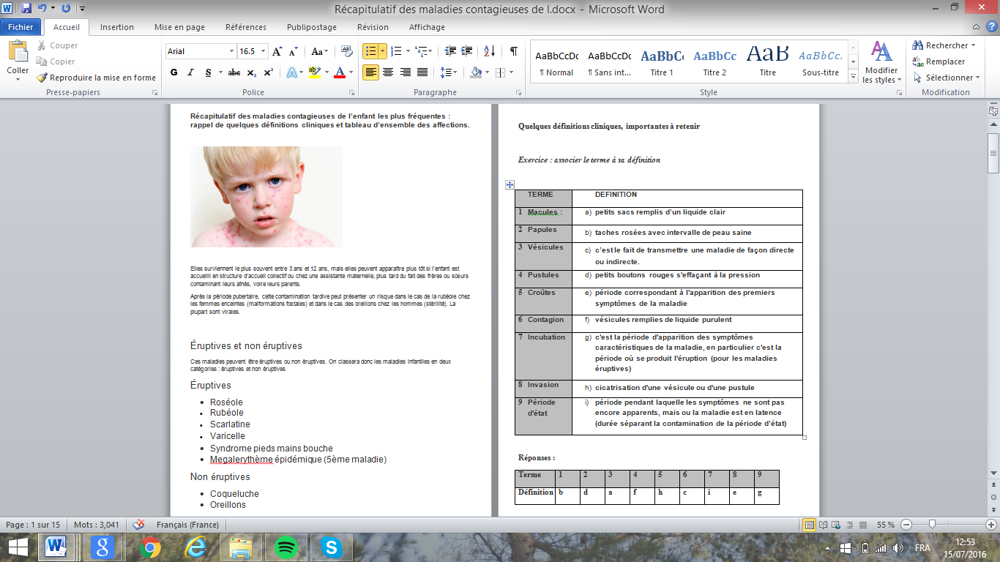 Récapitulatif des maladies contagieuses de l.docx - Microsoft Word
Fichier Accueil Insertion Mise en page Références Publipostage Révision Affichage
Coller
Couper
Copier
Reproduire la mise en forme
Presse-papiers
Arial 16.5
G I S abc x₂ x²
Police
Paragraphe
AaBbCcDc AaBbCcDc AaBbC AaBbCc AaB AaBbCc.
¶ Normal ¶ Sans int... Titre 1 Titre 2 Titre Sous-titre
Modifier
les styles
Style
Rechercher
Remplacer
Sélectionner
Modification
Récapitulatif des maladies contagieuses de l’enfant les plus fréquentes :
rappel de quelques définitions cliniques et tableau d’ensemble des affections.
Elles surviennent le plus souvent entre 3 ans et 12 ans, mais elles peuvent apparaître plus tôt si l’enfant est
accueilli en structure d’accueil collectif ou chez une assistante maternelle, plus tard du fait des frères ou sœurs
contaminant leurs aînés, voire leurs parents.
Après la période pubertaire, cette contamination tardive peut présenter un risque dans le cas de la rubéole chez
les femmes enceintes (malformations fœtales) et dans le cas des oreillons chez les hommes (stérilité). La
plupart sont virales.
Éruptives et non éruptives
Ces maladies peuvent être éruptives ou non éruptives. On classera donc les maladies infantiles en deux
catégories : éruptives et non éruptives
Éruptives
• Roséole
• Rubéole
• Scarlatine
• Varicelle
• Syndrome pieds mains bouche
• Megalerythème épidémique (5ème maladie)
Non éruptives
• Coqueluche
• Oreillons
Quelques définitions cliniques, importantes à retenir
Exercice : associer le terme à sa définition
TERME DEFINITION
1 Macules : a) petits sacs remplis d’un liquide clair
2 Papules b) taches rosées avec intervalle de peau saine
3 Vésicules c) c’est le fait de transmettre une maladie de façon directe
ou indirecte.
4 Pustules d) petits boutons rouges s'effaçant à la pression
5 Croûtes e) période correspondant à l'apparition des premiers
symptômes de la maladie
6 Contagion f) vésicules remplies de liquide purulent
7 Incubation g) c'est la période d'apparition des symptômes
caractéristiques de la maladie, en particulier c'est la
période où se produit l'éruption (pour les maladies
éruptives)
8 Invasion h) cicatrisation d'une vésicule ou d'une pustule
9 Période i) période pendant laquelle les symptômes ne sont pas
d'état encore apparents, mais ou la maladie est en latence
(durée séparant la contamination de la période d’état)
Réponses :
Terme 1 2 3 4 5 6 7 8 9
Définition b d a f h c i e g
Page : 1 sur 15 Mots : 3,041 Français (France) 55 %
FRA
12:53
15/07/2016